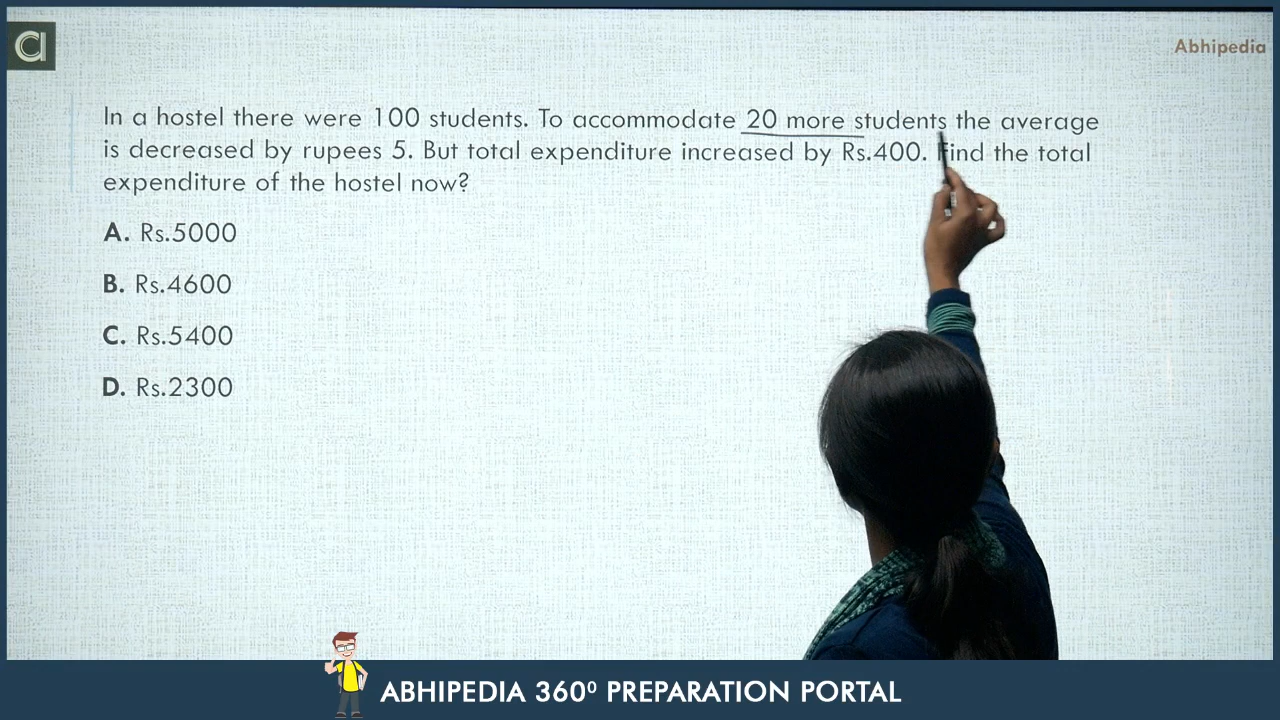 Abhipedia
In a hostel there were 100 students. To accommodate 20 more students the average
is decreased by rupees 5. But total expenditure increased by Rs.400. Find the total
expenditure of the hostel now?
A. Rs.5000
B. Rs.4600
C. Rs.5400
D. Rs.2300
ABHIPEDIA 360⁰ PREPARATION PORTAL